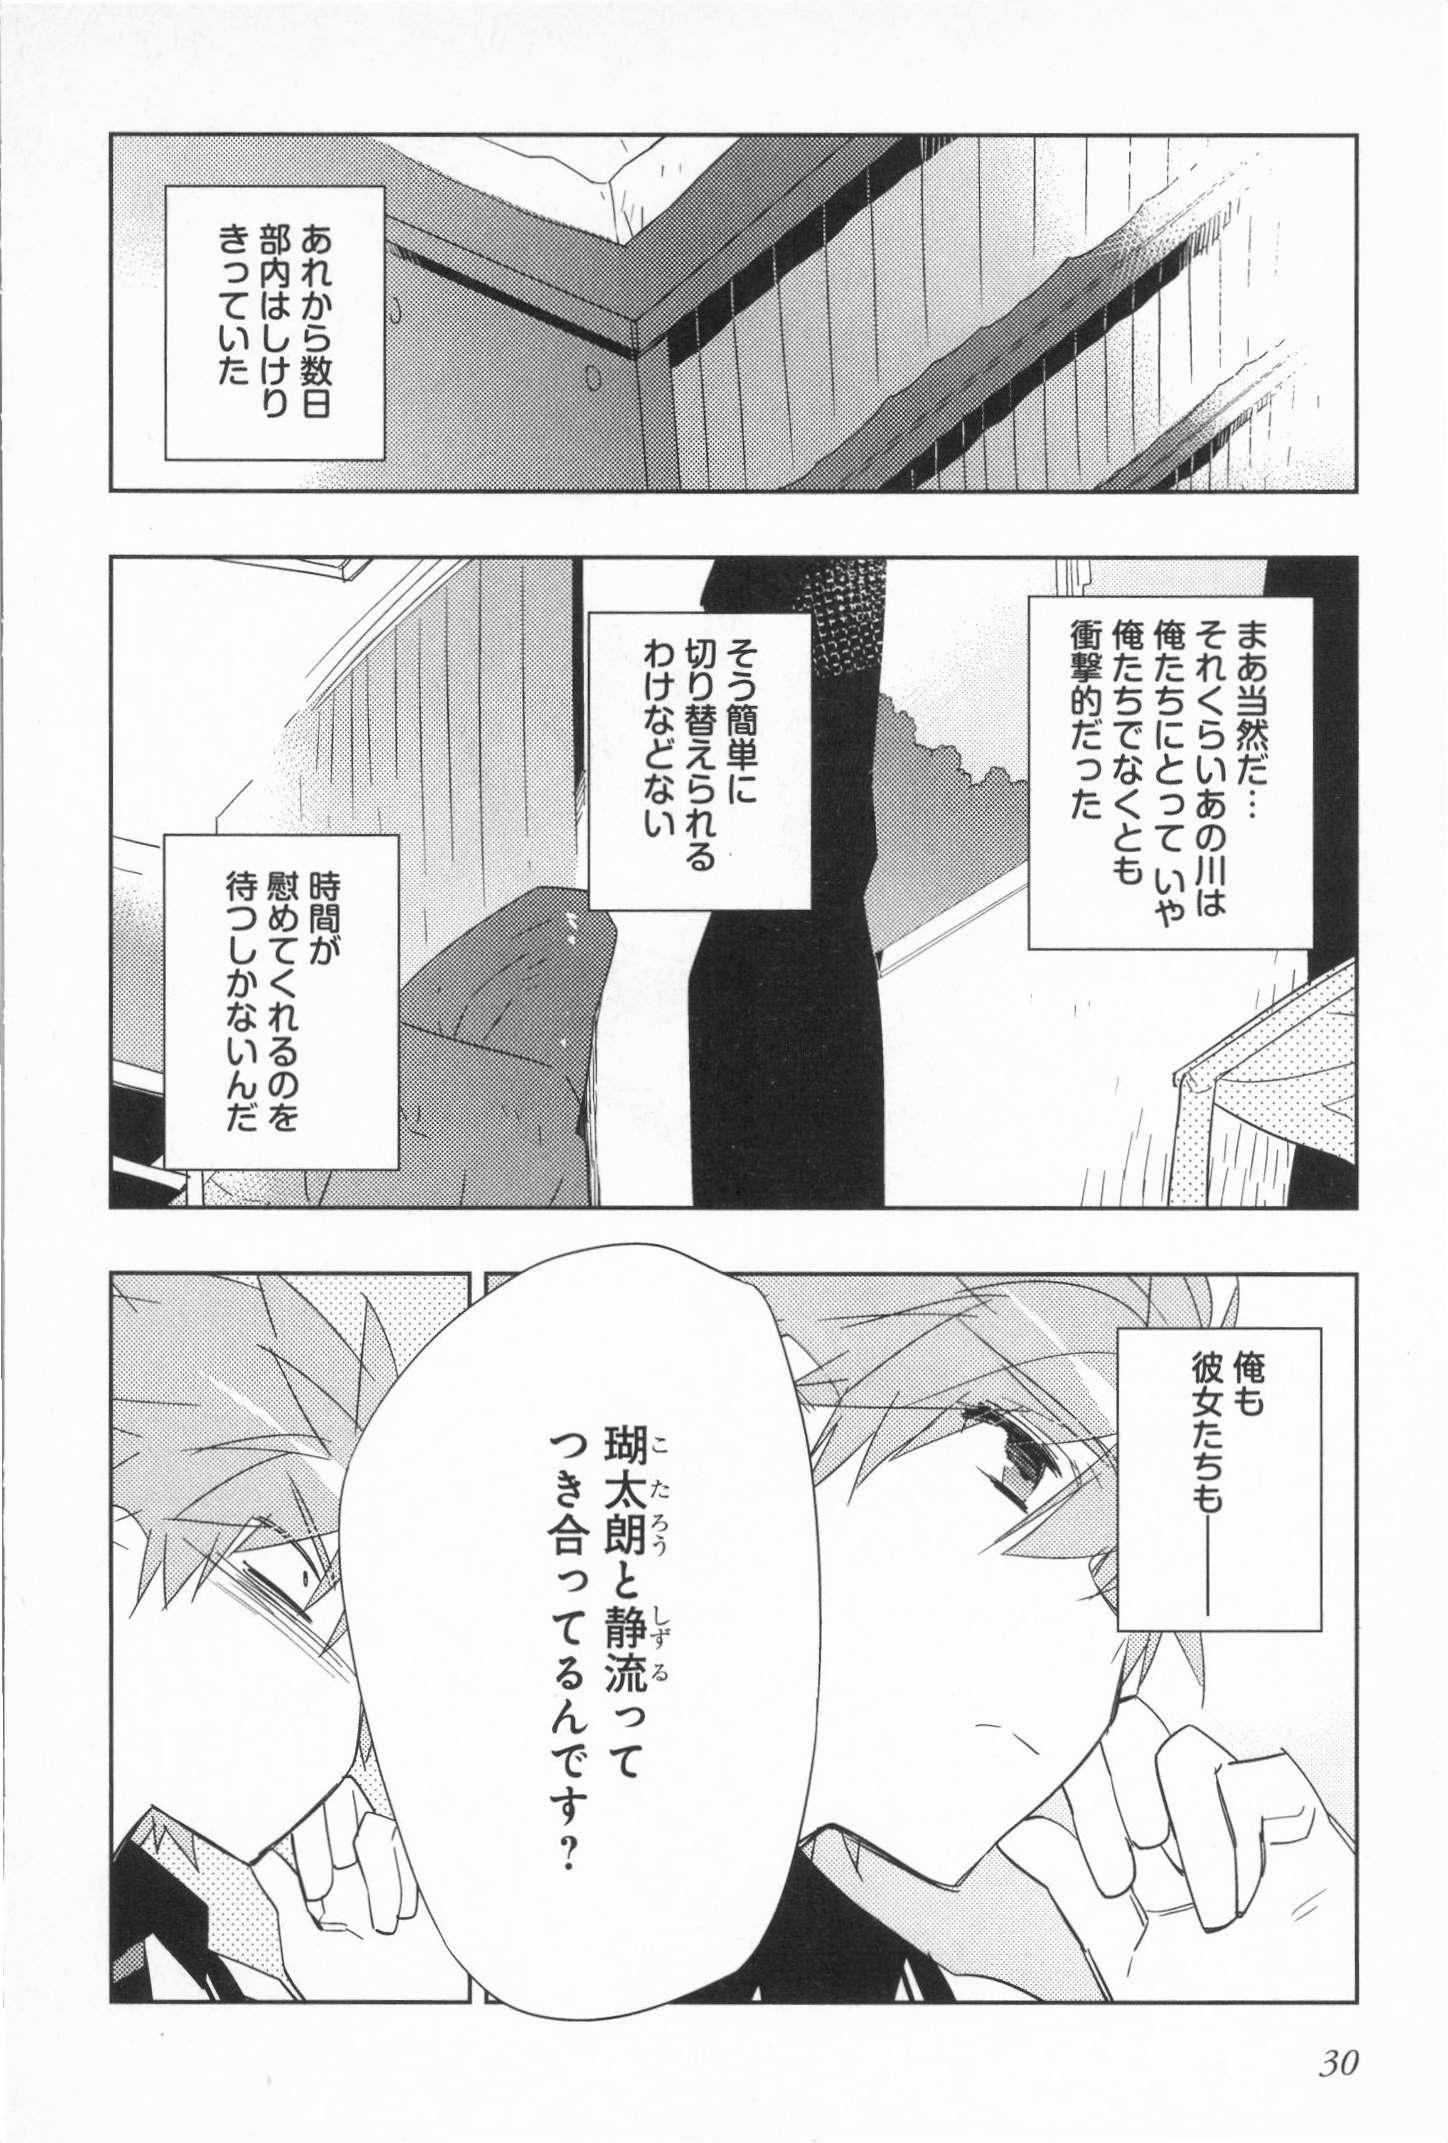 あれから数日
部内はしけり
きっていた
まあ当然だ…
それくらいあの川は
俺たちにとって いや
俺たちでなくとも
衝撃的だった
そう簡単に
切り替えられる
わけなどない
時間が
慰めてくれるのを
待つしかないんだ
俺も
彼女たちも――
瑚太朗と静流って
こたろう しずる
つき合ってるんです?
30